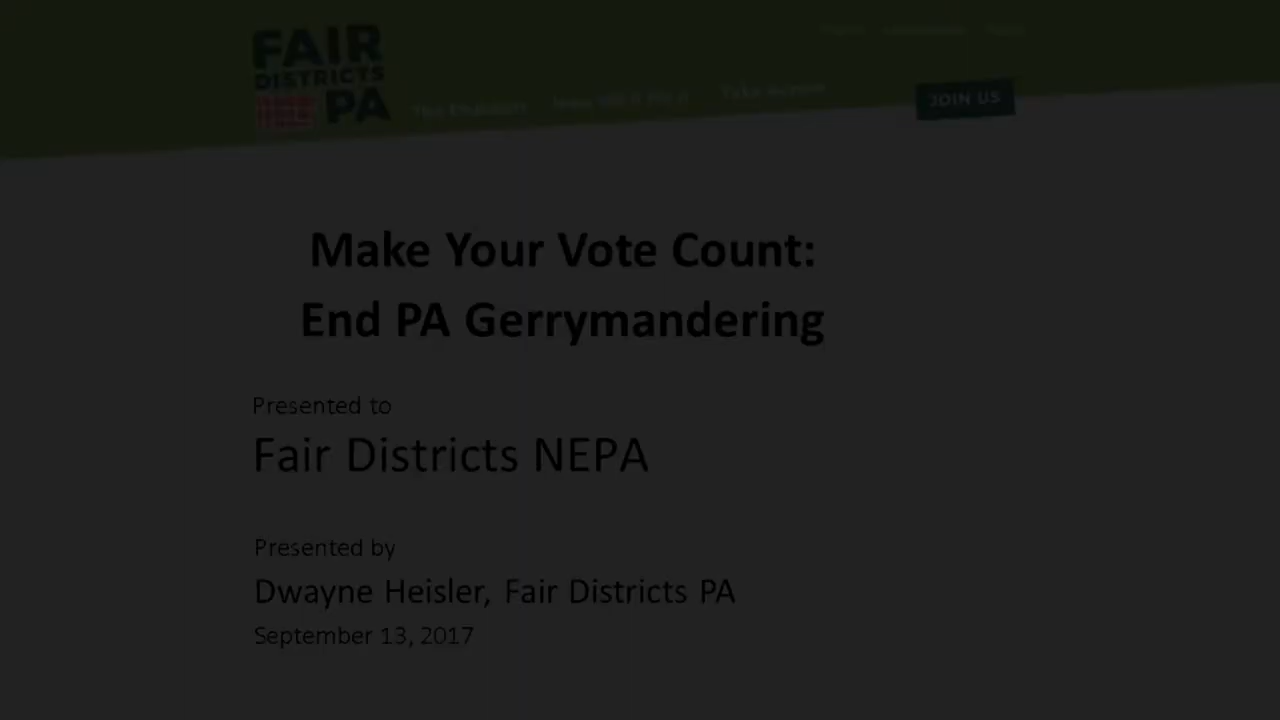 FAIR
DISTRICTS
PA
JOIN US
Make Your Vote Count:
End PA Gerrymandering
Presented to
Fair Districts NEPA
Presented by
Dwayne Heisler, Fair Districts PA
September 13, 2017